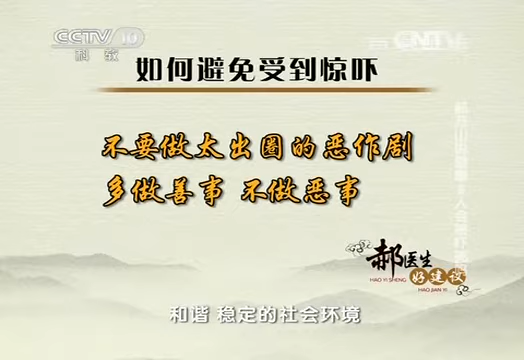 CCTV 10
科教
CNTV
如何避免受到惊吓
不要做太出圈的恶作剧
多做善事 不做恶事
郝医生
HAO YI SHENG
好建议
HAO JIAN YI
和谐 稳定的社会环境